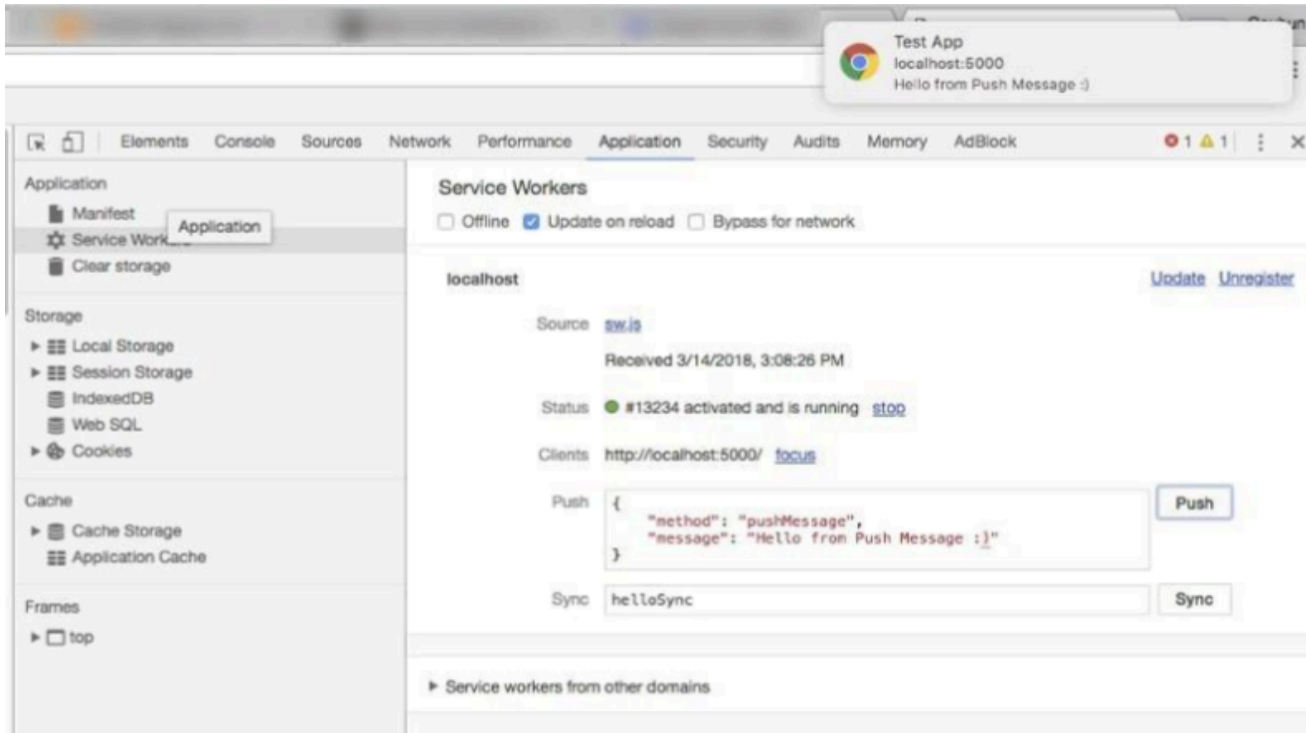 Test App
localhost:5000
Hello from Push Message :)
Elements Console Sources Network Performance Application Security Audits Memory AdBlock 1 1
Application
Manifest
Application
Service
Clear storage
Storage
Local Storage
Session Storage
IndexedDB
Web SQL
Cookies
Cache
Cache Storage
Application Cache
Frames
top
Service Workers
Offline Update on reload Bypass for network
localhost Update Unregister
Source sw.js
Received 3/14/2018, 3:08:26 PM
Status #13234 activated and is running stop
Clients http://localhost:5000/ focus
Push { Push
"method": "pushMessage",
"message": "Hello from Push Message :)"
}
Sync helloSync Sync
Service workers from other domains